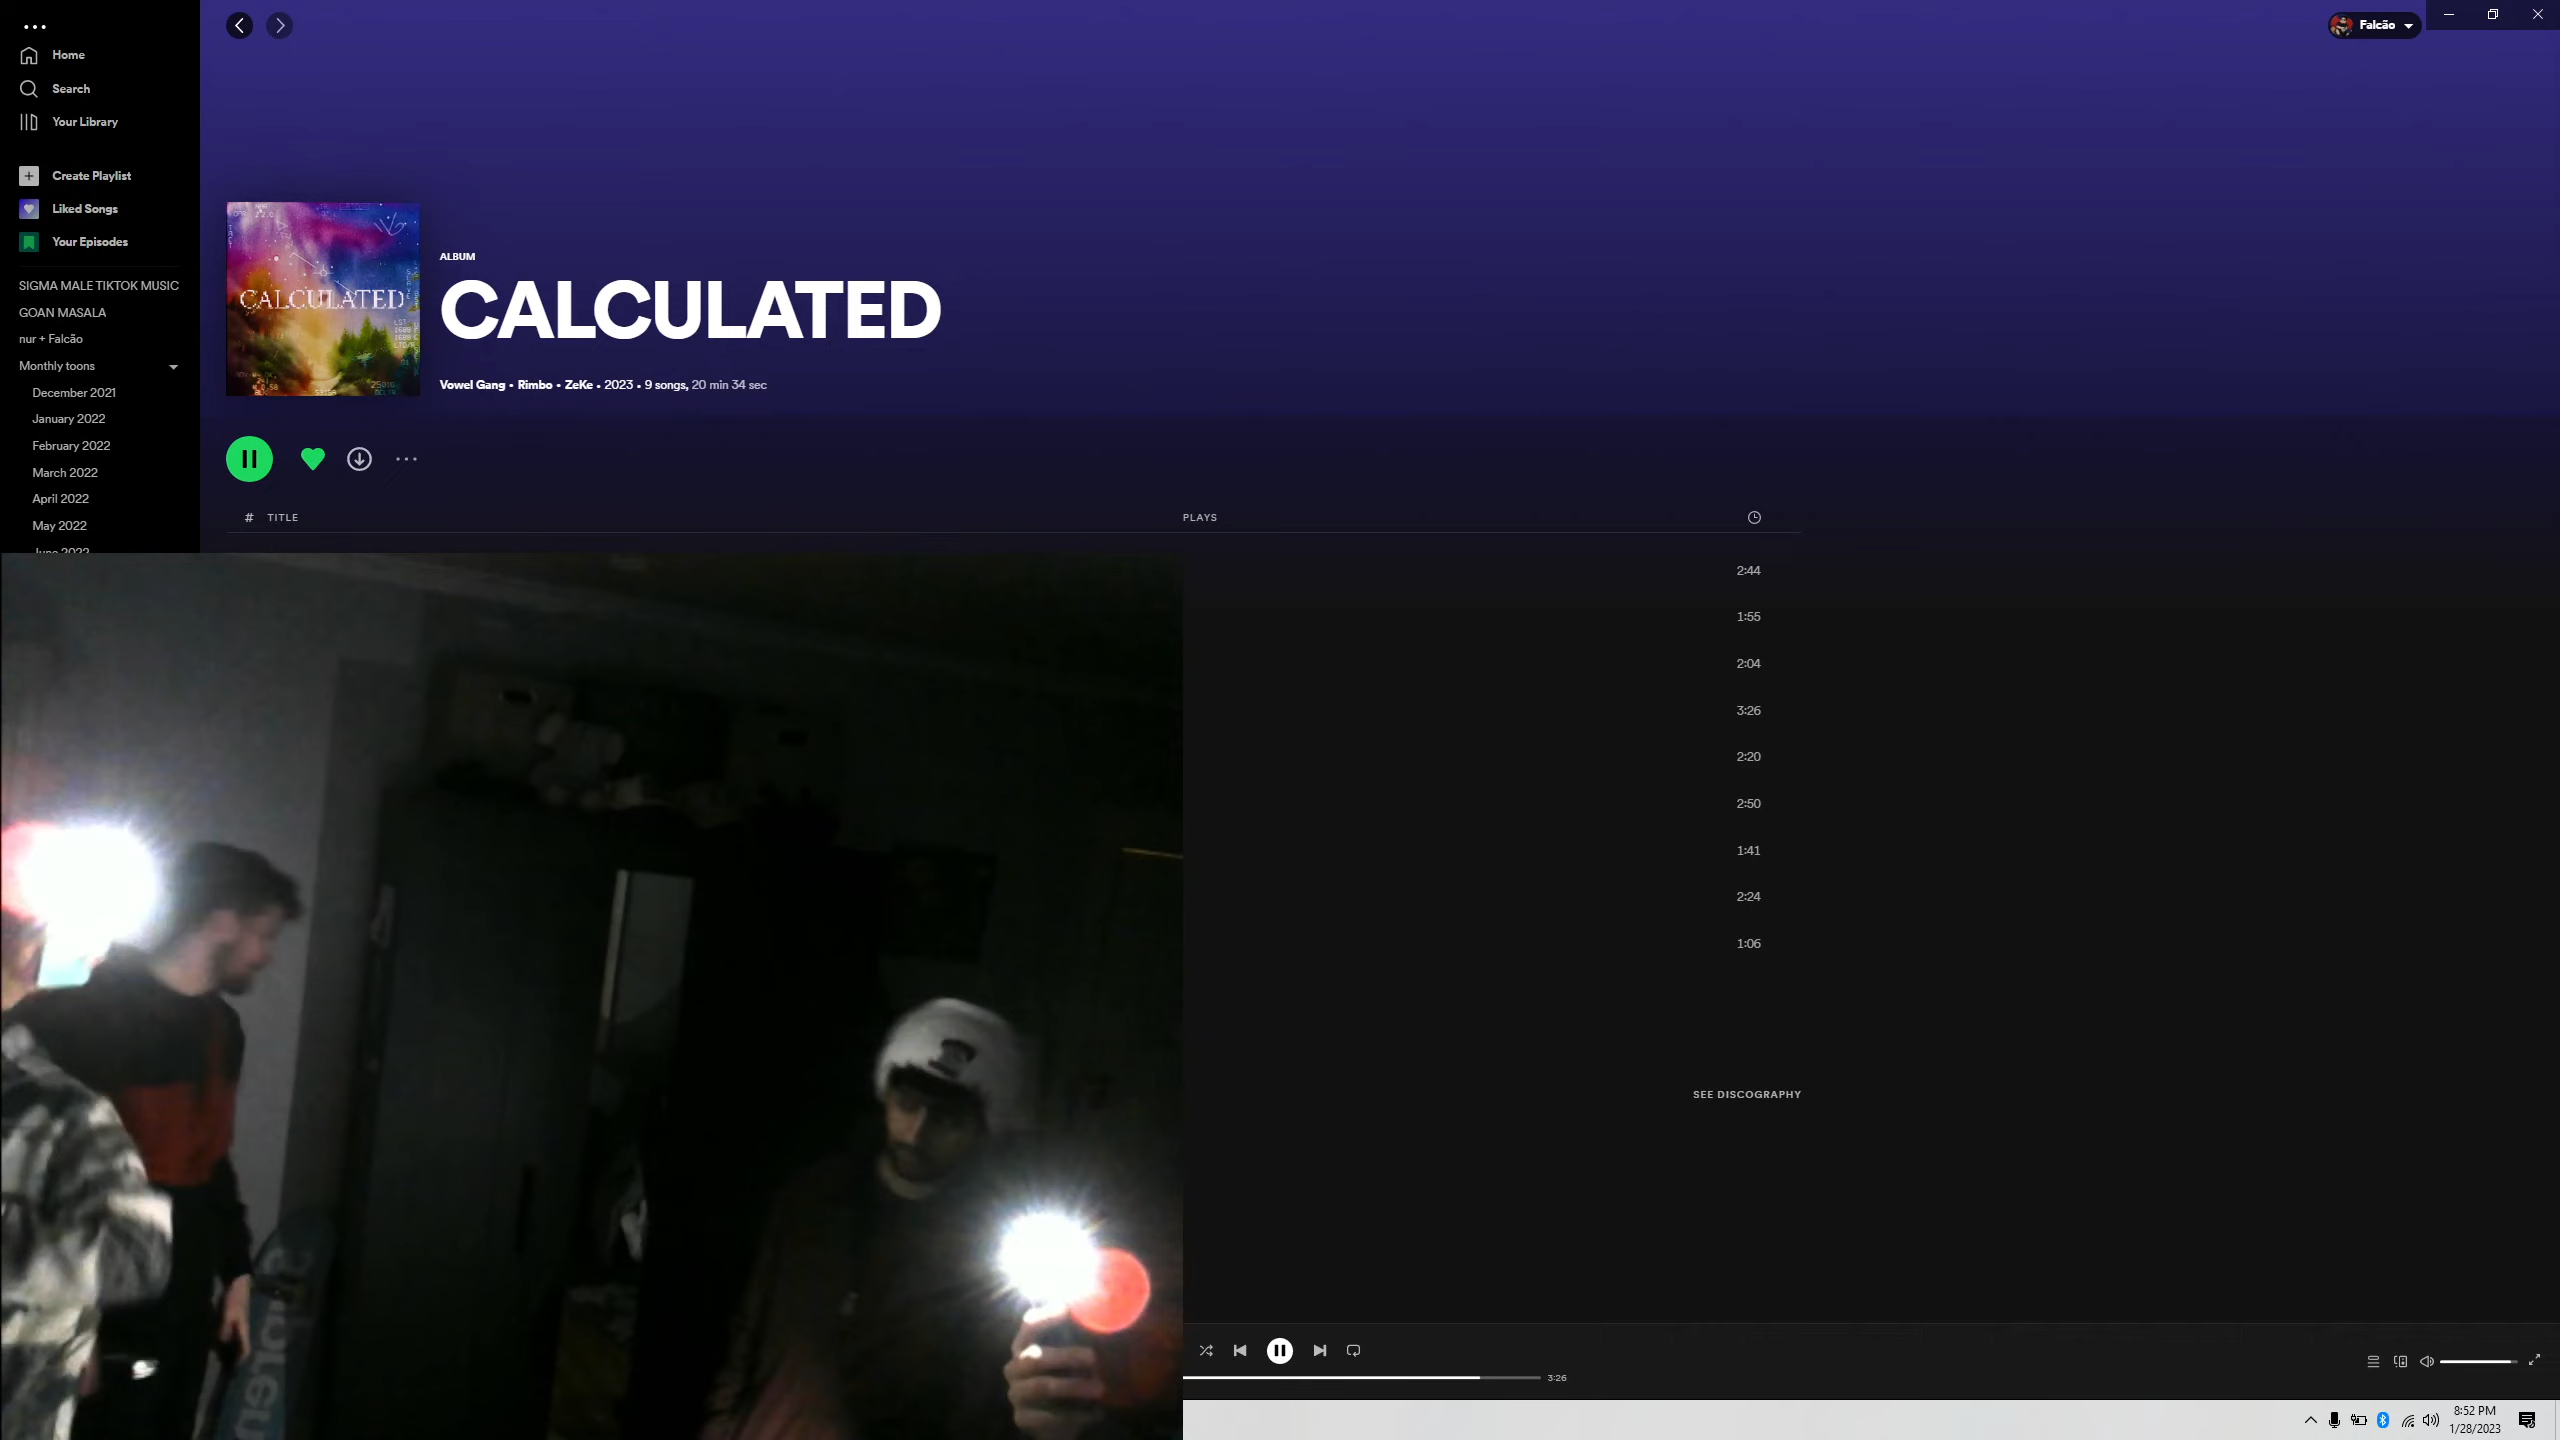 Home
Search
Your Library
Create Playlist
Liked Songs
Your Episodes
SIGMA MALE TIKTOK MUSIC
GOAN MASALA
nur + Falcão
Monthly toons
December 2021
January 2022
February 2022
March 2022
April 2022
May 2022
June 2022
Falcão
CALCULATED
ALBUM
CALCULATED
Vowel Gang • Rimbo • ZeKe • 2023 • 9 songs, 20 min 34 sec
# TITLE PLAYS
2:44
1:55
2:04
3:26
2:20
2:50
1:41
2:24
1:06
SEE DISCOGRAPHY
3:26
8:52 PM
1/28/2023